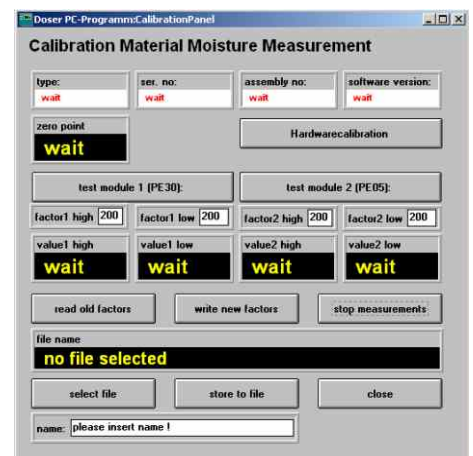 Doser PC-Programm:CalibrationPanel
Calibration Material Moisture Measurement
type: ser. no: assembly no: software version:
wait wait wait wait
zero point
wait
Hardwarecalibration
test module 1 (PE30): test module 2 (PE05):
factor1 high 200 factor1 low 200 factor2 high 200 factor2 low 200
value1 high value1 low value2 high value2 low
wait wait wait wait
read old factors write new factors stop measurements
file name
no file selected
select file store to file close
name: please insert name !